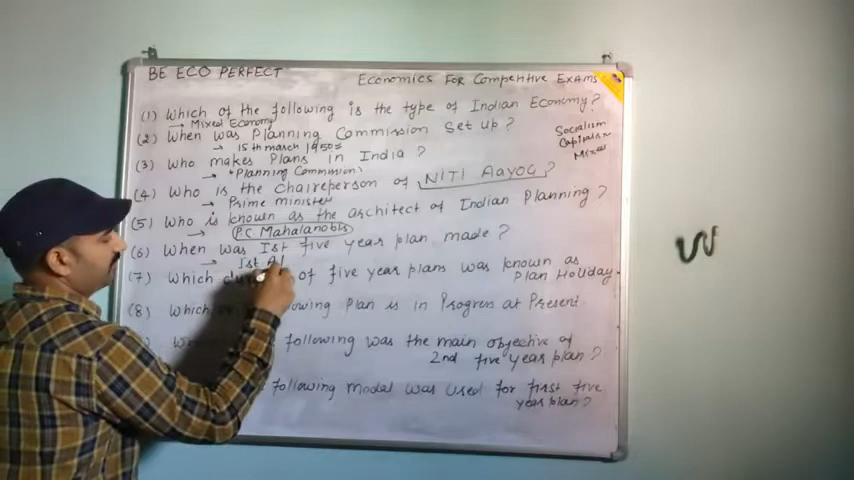 BE ECO PERFECT
Economics For Competitive Exams
(1) Which of the following is the type of Indian Economy?
→ Mixed Economy
(2) When was Planning Commission Set up?
→ 15th march 1950s
Socialism
Capitalism
Mixed
(3) Who makes Plans in India?
→ "Planning Commission"
(4) Who is the Chaireperson of NITI Aayog?
→ Prime minister
(5) Who is known as the architect of Indian Planning?
→ P.C. Mahalanobis
(6) When was Ist five year plan made?
→ 1st A
(7) Which of five year plans was known as
Plan Holiday.
(8) Which Plan is in Progress at Present
following was the main objective of
2nd five year plan?
following modal was used for first five
year plan?